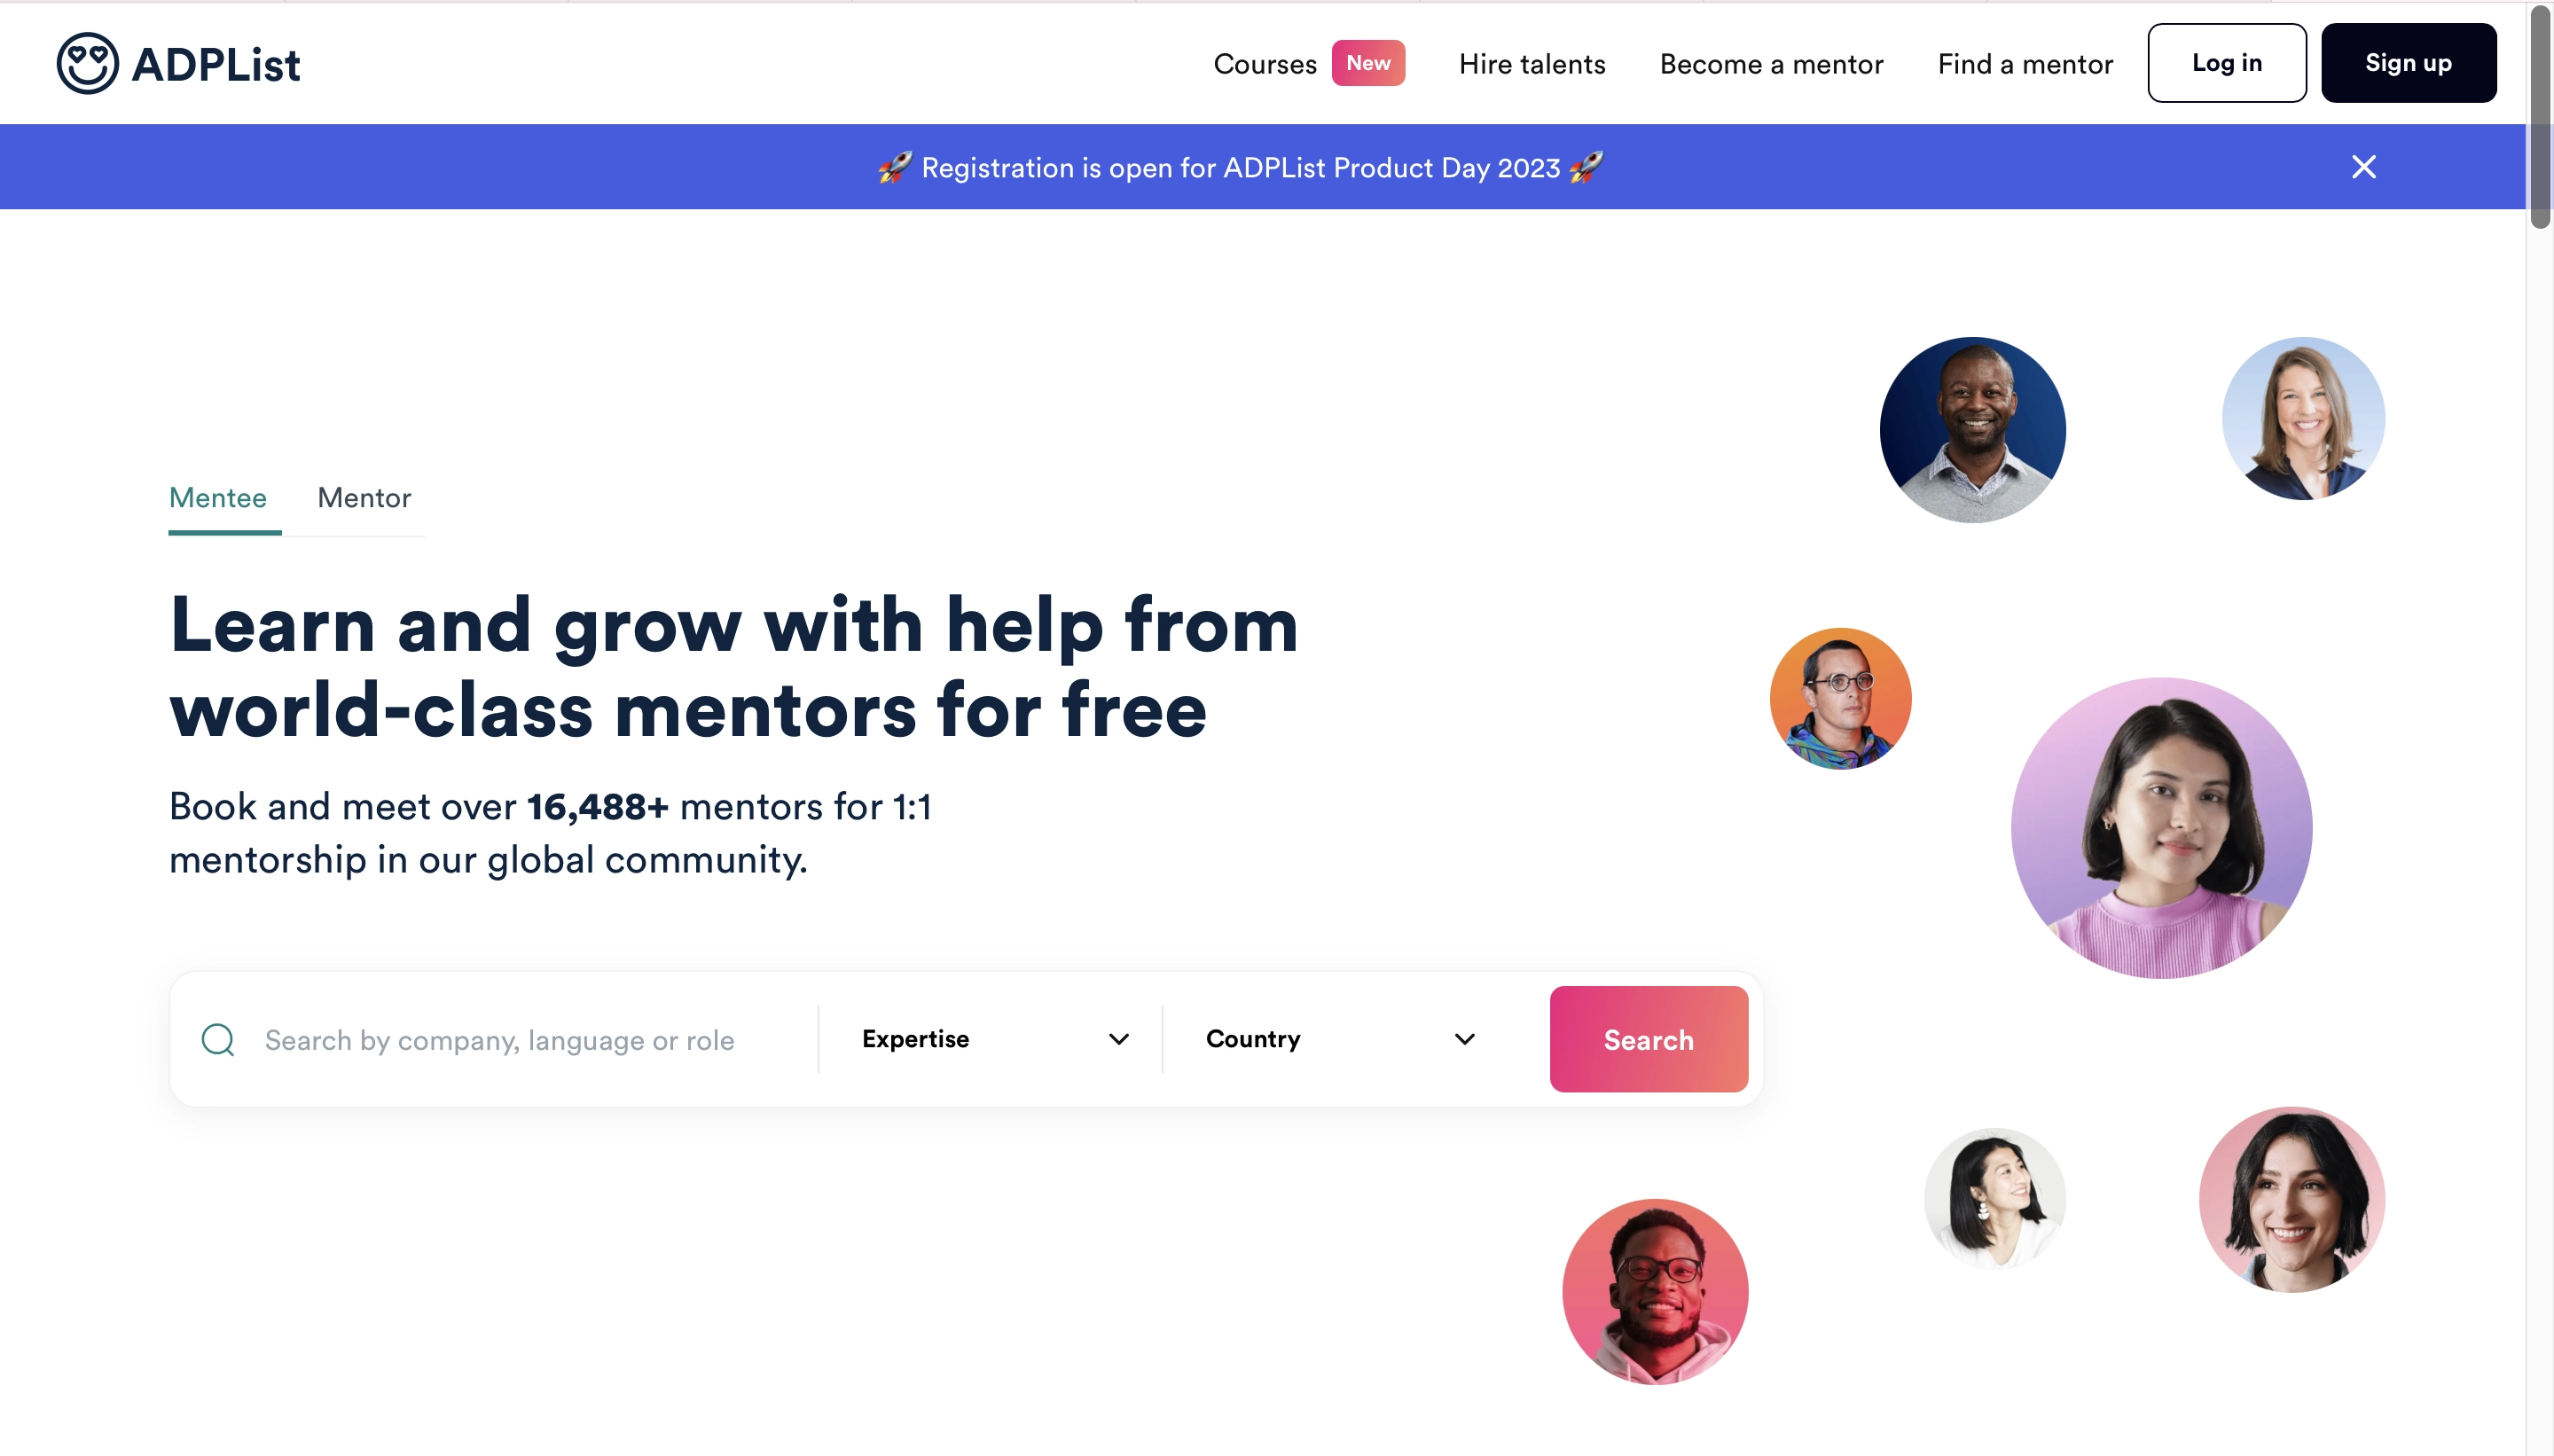 ADPList
Courses New Hire talents Become a mentor Find a mentor Log in Sign up
🚀 Registration is open for ADPList Product Day 2023 🚀
Mentee Mentor
Learn and grow with help from
world-class mentors for free
Book and meet over 16,488+ mentors for 1:1
mentorship in our global community.
Search by company, language or role Expertise Country Search